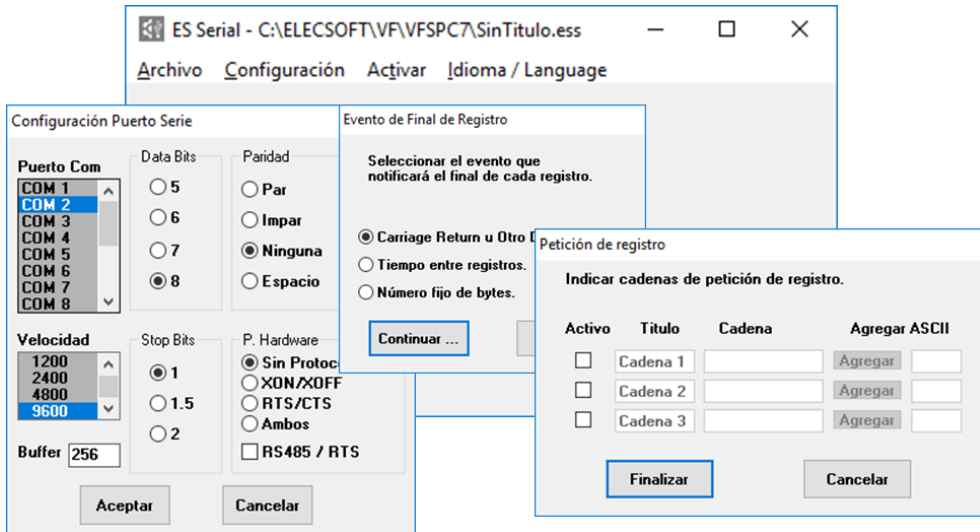 ES Serial - C:\ELECSOFT\VF\VFSPC7\SinTitulo.ess
Archivo Configuración Activar Idioma / Language
Configuración Puerto Serie
Puerto Com
COM 1
COM 2
COM 3
COM 4
COM 5
COM 6
COM 7
COM 8
Data Bits
5
6
7
8
Paridad
Par
Impar
Ninguna
Espacio
Velocidad
1200
2400
4800
9600
Buffer 256
Stop Bits
1
1.5
2
P. Hardware
Sin
XON/XOFF
RTS/CTS
Ambos
RS485 / RTS
Aceptar Cancelar
Evento de Final de Registro
Seleccionar el evento que
notificará el final de cada registro.
Carriage Return u Otro
Tiempo entre registros.
Número fijo de bytes.
Continuar ...
Petición de registro
Indicar cadenas de petición de registro.
Activo Titulo Cadena Agregar ASCII
Cadena 1 Agregar
Cadena 2 Agregar
Cadena 3 Agregar
Finalizar Cancelar